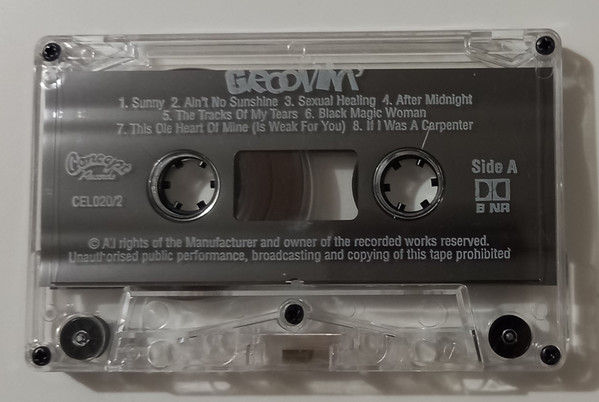 GROOVIN'
1. Sunny 2. Ain't No Sunshine 3. Sexual Healing 4. After Midnight
5. The Tracks Of My Tears 6. Black Magic Woman
7. This Ole Heart Of Mine (Is Weak For You) 8. If I Was A Carpenter
Concept
Records
CEL020/2
Side A
B NR
© All rights of the Manufacturer and owner of the recorded works reserved.
Unauthorised public performance, broadcasting and copying of this tape prohibited